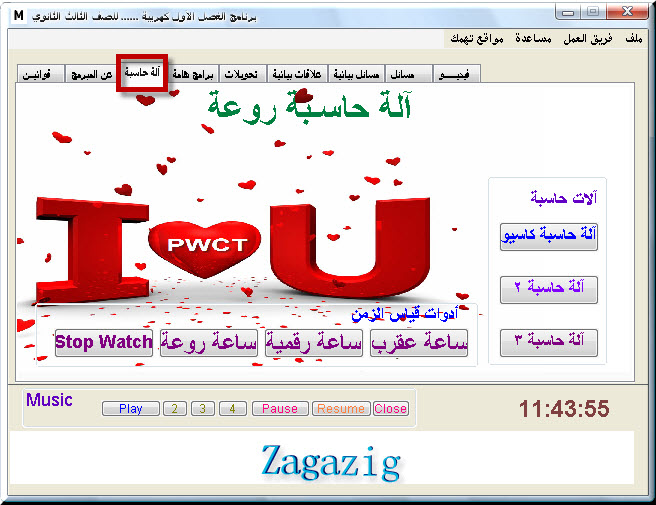 برنامج الفصل الاول كهربية ...... للصف الثالث الثانوي
ملف فريق العمل مساعدة مواقع تهمك
قوانين عن المبرمج آلة حاسبة برامج هامة تحويلات علاقات بيانية مسائل بيانية مسائل فيديـــو
آلة حاسبة روعة
I PWCT U
آلات حاسبة
آلة حاسبة كاسيو
آلة حاسبة ٢
آلة حاسبة ٣
أدوات قياس الزمن
Stop Watch ساعة روعة ساعة رقمية ساعة عقرب
Music
Play 2 3 4 Pause Resume Close
11:43:55
Zagazig